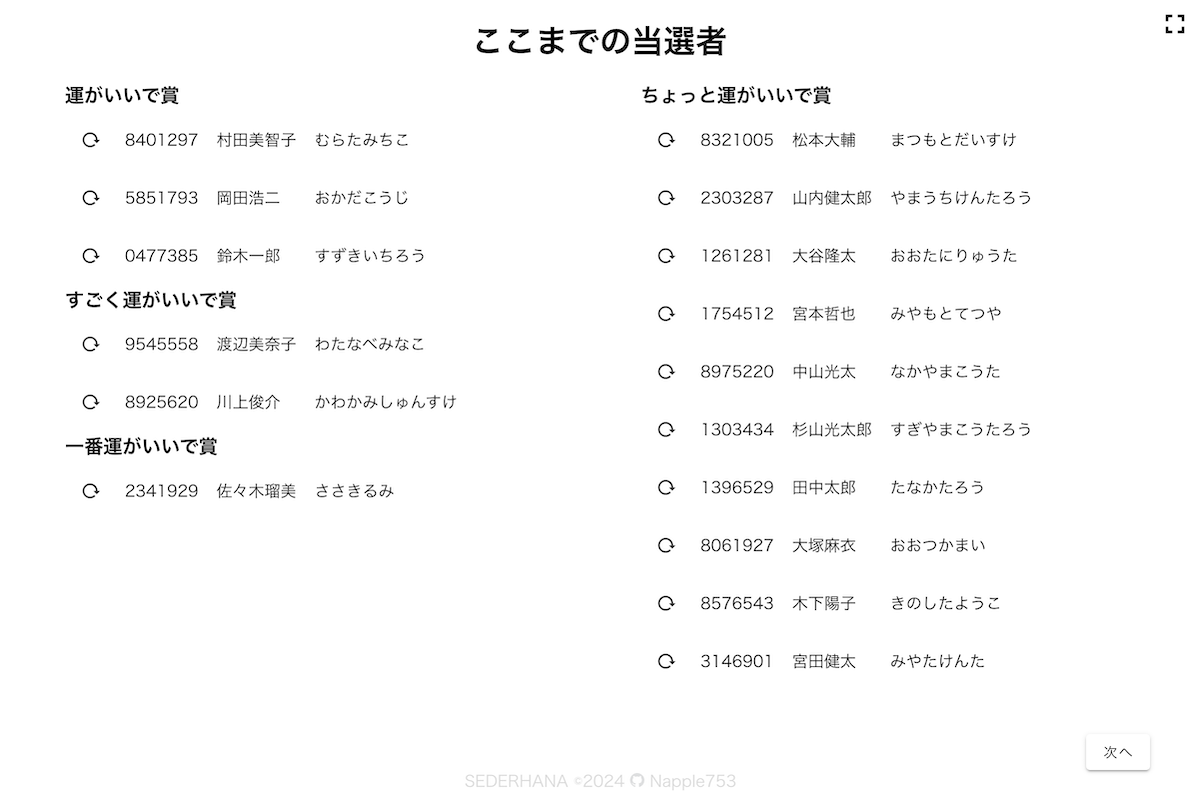 ここまでの当選者
運がいいで賞
8401297 村田美智子 むらたみちこ
5851793 岡田浩二 おかだこうじ
0477385 鈴木一郎 すずきいちろう
すごく運がいいで賞
9545558 渡辺美奈子 わたなべみなこ
8925620 川上俊介 かわかみしゅんすけ
一番運がいいで賞
2341929 佐々木瑠美 ささきるみ
ちょっと運がいいで賞
8321005 松本大輔 まつもとだいすけ
2303287 山内健太郎 やまうちけんたろう
1261281 大谷隆太 おおたにりゅうた
1754512 宮本哲也 みやもとてつや
8975220 中山光太 なかやまこうた
1303434 杉山光太郎 すぎやまこうたろう
1396529 田中太郎 たなかたろう
8061927 大塚麻衣 おおつかまい
8576543 木下陽子 きのしたようこ
3146901 宮田健太 みやたけんた
次へ
SEDERHANA ©2024 Napple753